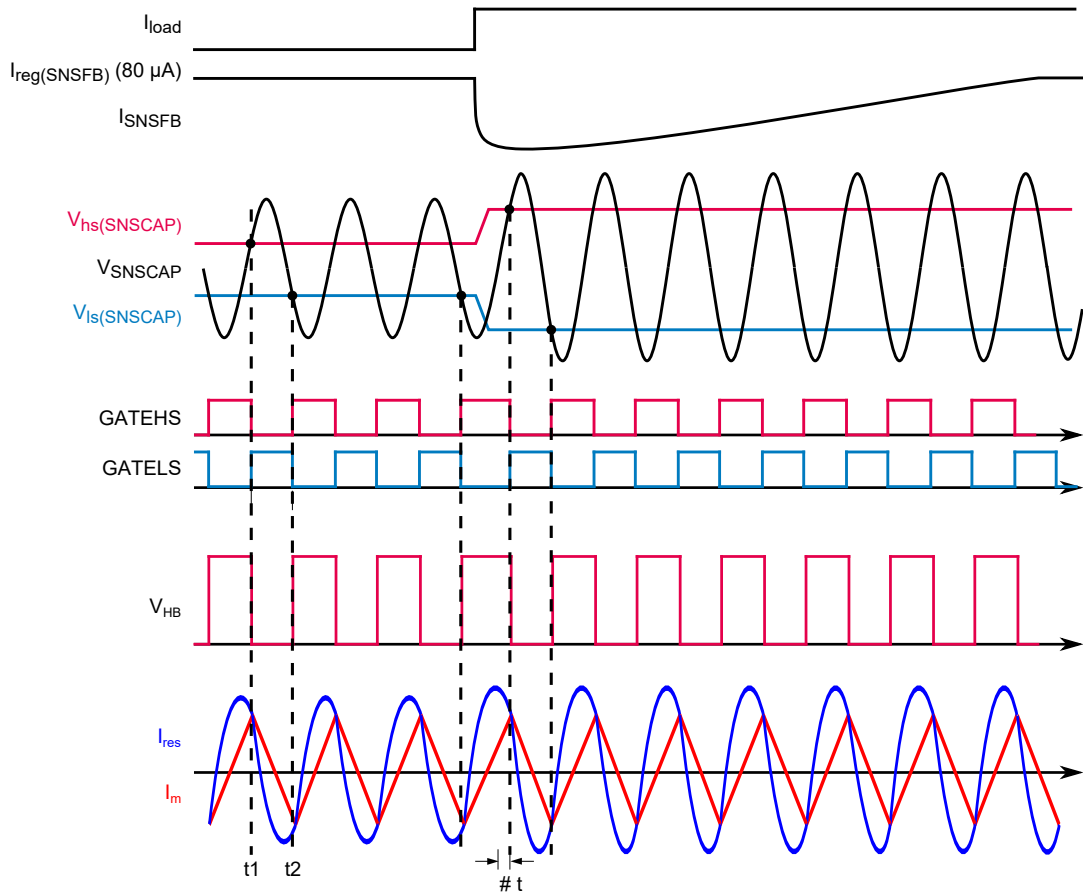 Iload
Ireg(SNSFB) (80 µA)
ISNSFB
Vhs(SNSCAP)
VSNSCAP
Vls(SNSCAP)
GATEHS
GATELS
VHB
Ires
Im
t1
t2
# t